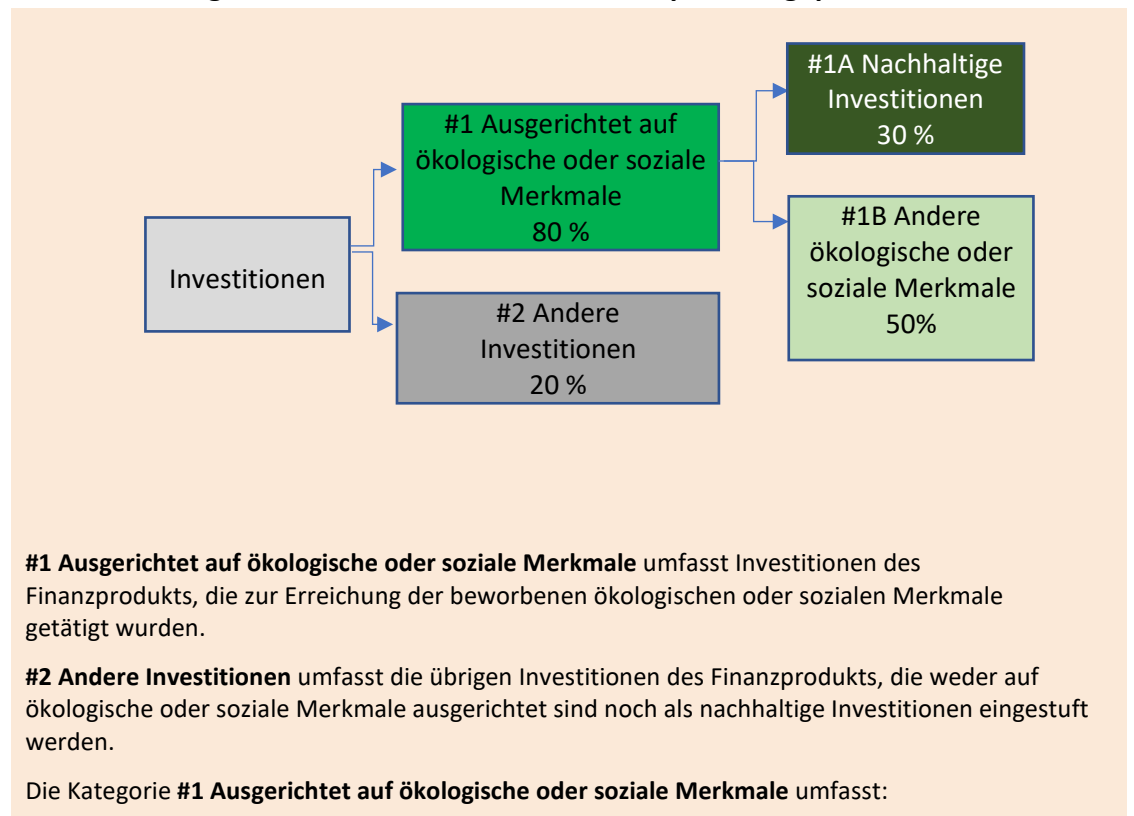 #1A Nachhaltige
Investitionen
30 %
#1 Ausgerichtet auf
ökologische oder soziale
Merkmale
80 %
#1B Andere
ökologische oder
soziale Merkmale
50%
Investitionen
#2 Andere
Investitionen
20 %
#1 Ausgerichtet auf ökologische oder soziale Merkmale umfasst Investitionen des
Finanzprodukts, die zur Erreichung der beworbenen ökologischen oder sozialen Merkmale
getätigt wurden.
#2 Andere Investitionen umfasst die übrigen Investitionen des Finanzprodukts, die weder auf
ökologische oder soziale Merkmale ausgerichtet sind noch als nachhaltige Investitionen eingestuft
werden.
Die Kategorie #1 Ausgerichtet auf ökologische oder soziale Merkmale umfasst: